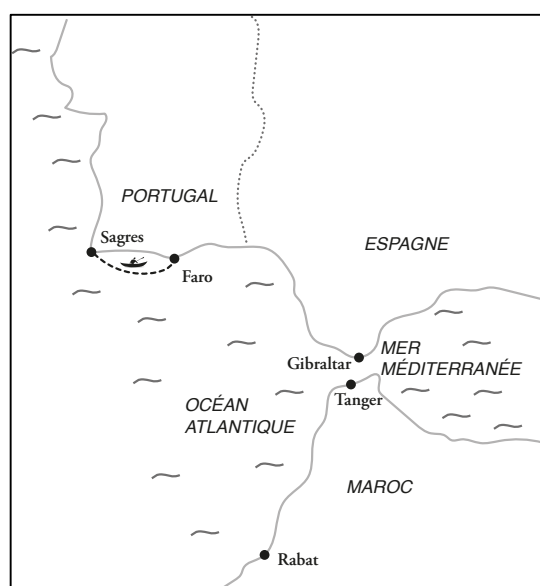 PORTUGAL
Sagres
ESPAGNE
Faro
Gibraltar
MER
MÉDITERRANÉE
Tanger
OCÉAN
ATLANTIQUE
MAROC
Rabat